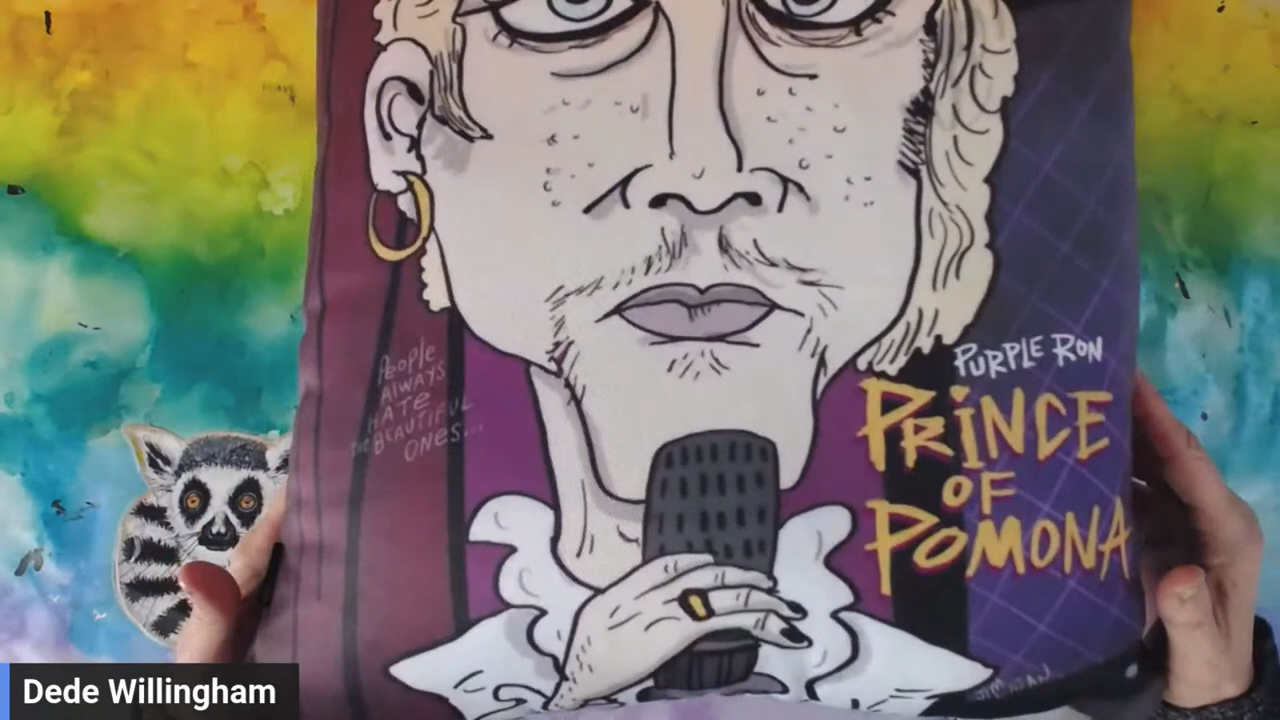 People
ALWAYS
HATE
THE BEAUTIFUL
ONES...
PURPLE RON
PRINCE
OF
POMONA
Dede Willingham